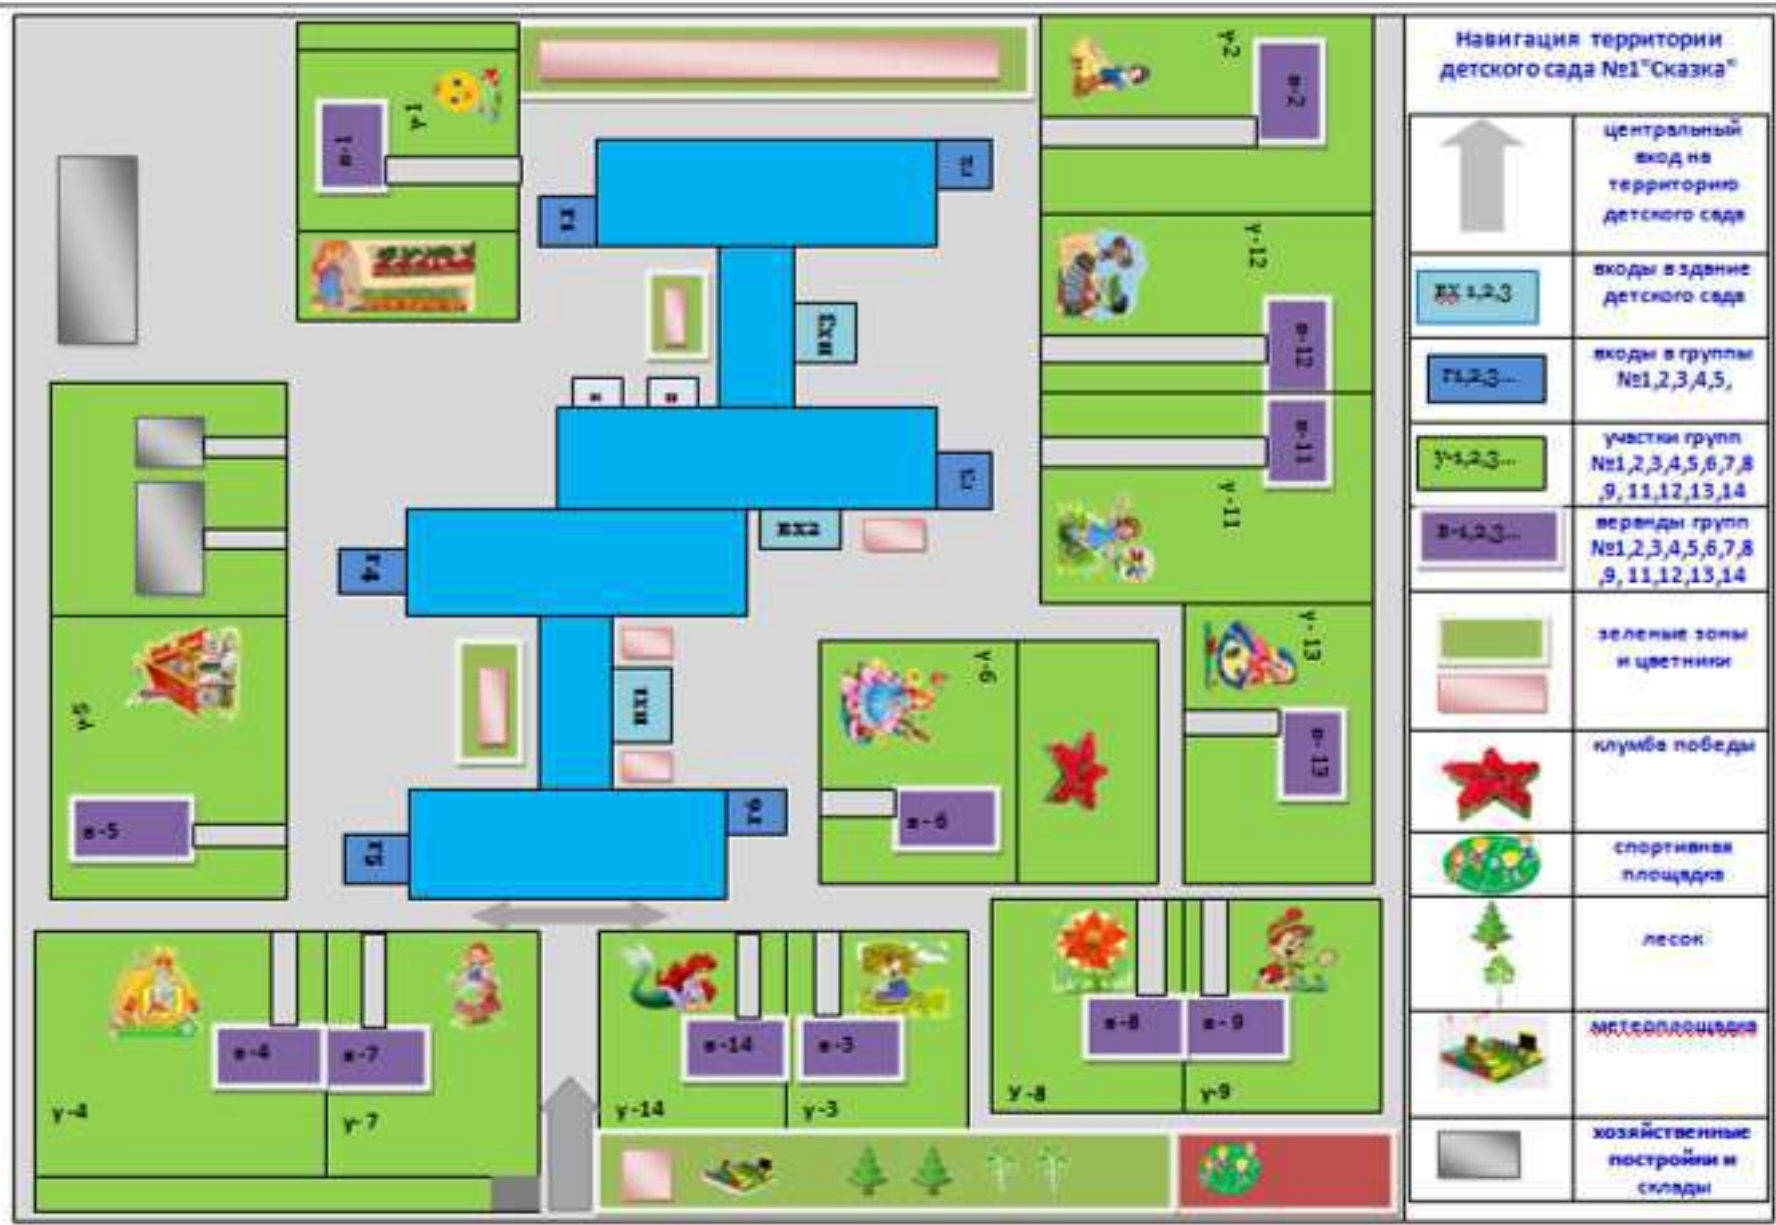 Навигация территории
детского сада №1"Сказка"
центральный
вход на
территорию
детского сада
ВХ 1,2,3
входы в здание
детского сада
Г1,2,3...
входы в группы
№1,2,3,4,5,
У-1,2,3...
участки групп
№1,2,3,4,5,6,7,8
,9, 11,12,13,14
В-1,2,3...
веранды групп
№1,2,3,4,5,6,7,8
,9, 11,12,13,14
зеленые зоны
и цветники
клумба победы
спортивная
площадка
лесок
метеоплощадка
хозяйственные
постройки и
склады
у-1
в-1
у-2
в-2
Г1
Г2
у-12
в-12
вх3
в-11
у-11
Г4
вх2
у-13
в-13
вх1
у-6
в-6
у-5
в-5
Г6
Г5
в-4
в-7
у-4
у-7
в-14
в-3
у-14
у-3
в-8
в-9
у-8
у-9